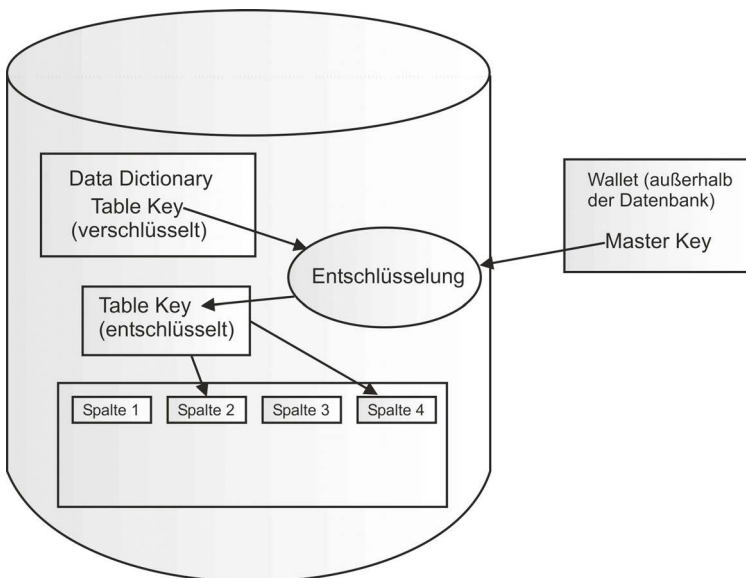 Data Dictionary
Table Key
(verschlüsselt)
Wallet (außerhalb
der Datenbank)
Master Key
Entschlüsselung
Table Key
(entschlüsselt)
Spalte 1
Spalte 2
Spalte 3
Spalte 4